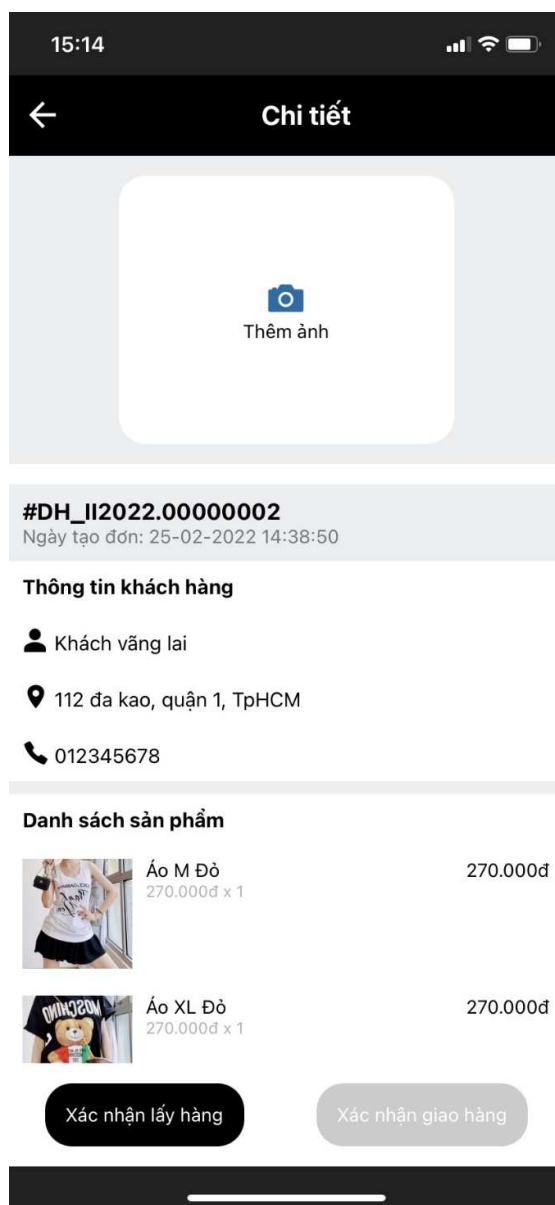 15:14
Chi tiết
Thêm ảnh
#DH_II2022.00000002
Ngày tạo đơn: 25-02-2022 14:38:50
Thông tin khách hàng
Khách vãng lai
112 đa kao, quận 1, TpHCM
012345678
Danh sách sản phẩm
Áo M Đỏ
270.000đ
270.000đ x 1
MOSCHINO
Áo XL Đỏ
270.000đ
270.000đ x 1
Xác nhận lấy hàng
Xác nhận giao hàng